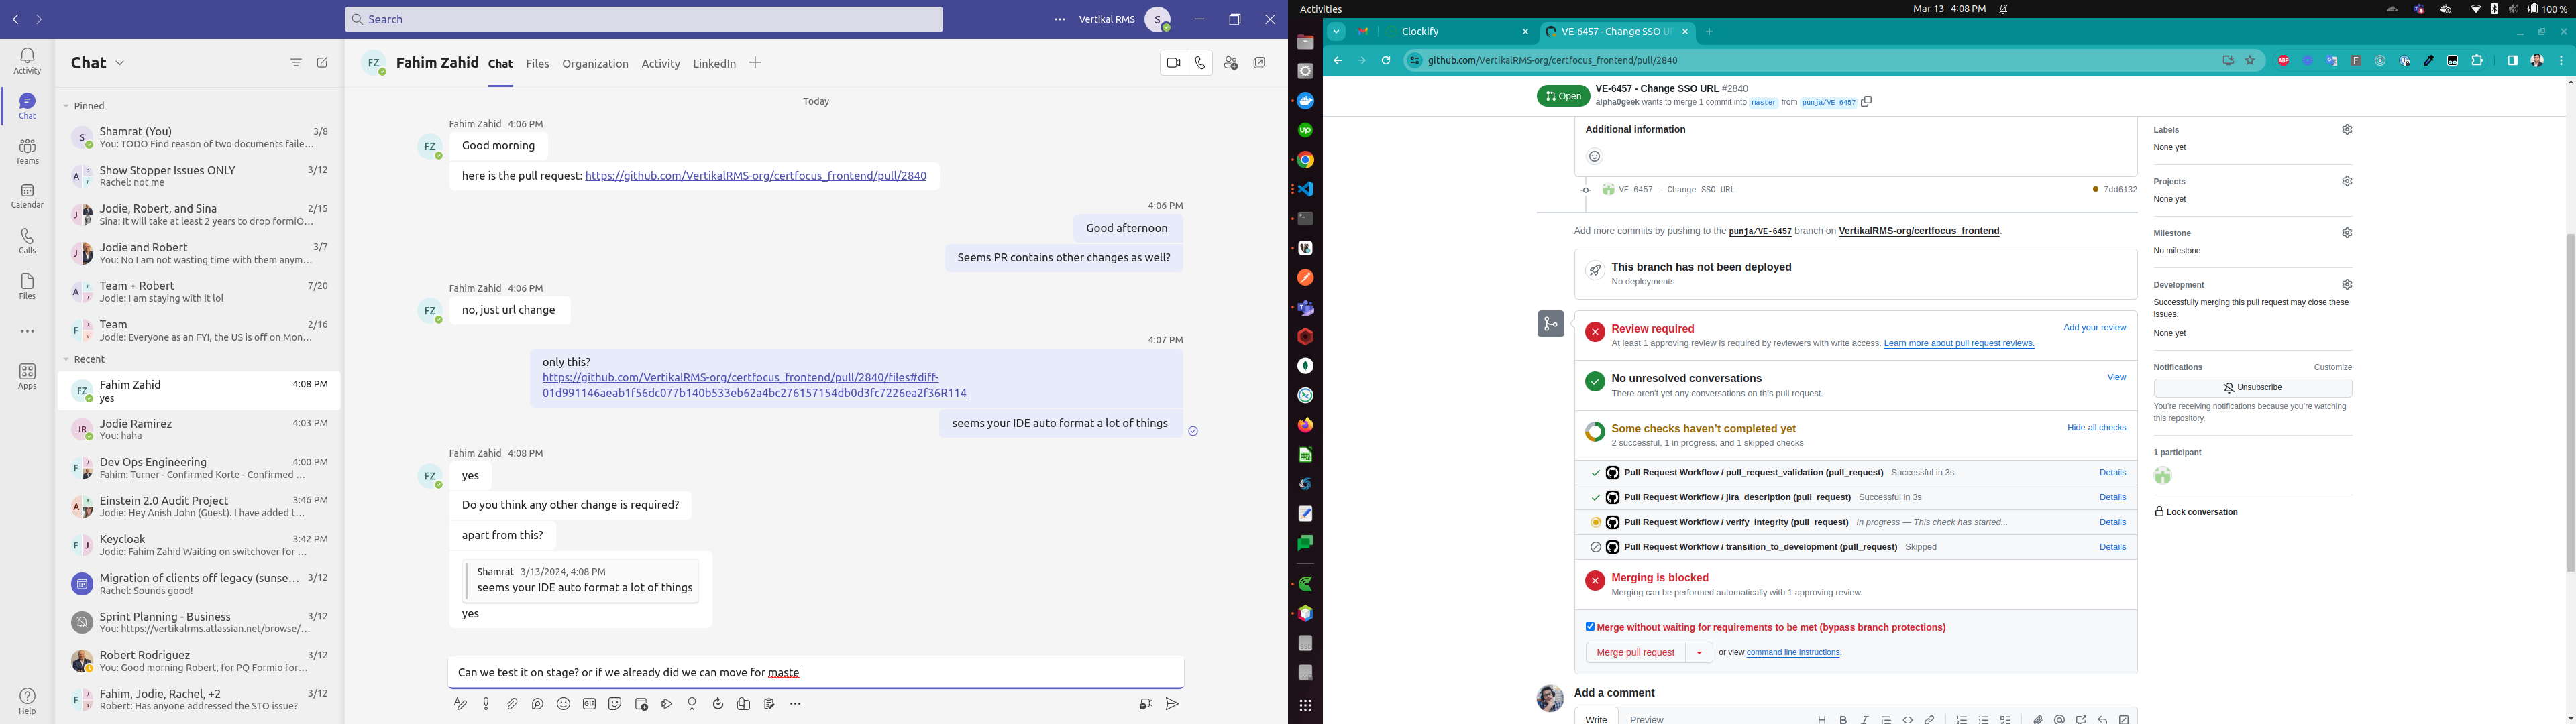 Search
Vertikal RMS
S
Activity
Chat
Teams
Calendar
Calls
Files
Apps
Help
Chat
Pinned
Shamrat (You) 3/8
You: TODO Find reason of two documents faile...
Show Stopper Issues ONLY 3/12
Rachel: not me
Jodie, Robert, and Sina 2/15
Sina: It will take at least 2 years to drop formiO...
Jodie and Robert 3/7
You: No I am not wasting time with them anym...
Team + Robert 7/20
Jodie: I am staying with it lol
Team 2/16
Jodie: Everyone as an FYI, the US is off on Mon...
Recent
Fahim Zahid 4:08 PM
yes
Jodie Ramirez 4:03 PM
You: haha
Dev Ops Engineering 4:00 PM
Fahim: Turner - Confirmed Korte - Confirmed ...
Einstein 2.0 Audit Project 3:46 PM
Jodie: Hey Anish John (Guest). I have added t...
Keycloak 3:42 PM
Jodie: Fahim Zahid Waiting on switchover for ...
Migration of clients off legacy (sunse... 3/12
Rachel: Sounds good!
Sprint Planning - Business 3/12
You: https://vertikalrms.atlassian.net/browse/...
Robert Rodriguez 3/12
You: Good morning Robert, for PQ Formio for...
Fahim, Jodie, Rachel, +2 3/12
Robert: Has anyone addressed the STO issue?
FZ Fahim Zahid Chat Files Organization Activity LinkedIn
Today
Fahim Zahid 4:06 PM
Good morning
here is the pull request: https://github.com/VertikalRMS-org/certfocus_frontend/pull/2840
4:06 PM
Good afternoon
Seems PR contains other changes as well?
Fahim Zahid 4:06 PM
no, just url change
4:07 PM
only this?
https://github.com/VertikalRMS-org/certfocus_frontend/pull/2840/files#diff-
01d991146aeab1f56dc077b140b533eb62a4bc276157154db0d3fc7226ea2f36R114
seems your IDE auto format a lot of things
Fahim Zahid 4:08 PM
yes
Do you think any other change is required?
apart from this?
Shamrat 3/13/2024, 4:08 PM
seems your IDE auto format a lot of things
yes
Can we test it on stage? or if we already did we can move for maste
Activities
Mar 13 4:08 PM
100 %
Clockify
VE-6457 - Change SSO U
github.com/VertikalRMS-org/certfocus_frontend/pull/2840
Open
VE-6457 - Change SSO URL #2840
alpha0geek wants to merge 1 commit into master from punja/VE-6457
Additional information
VE-6457 - Change SSO URL 7dd6132
Add more commits by pushing to the punja/VE-6457 branch on VertikalRMS-org/certfocus_frontend.
This branch has not been deployed
No deployments
Review required Add your review
At least 1 approving review is required by reviewers with write access. Learn more about pull request reviews.
No unresolved conversations View
There aren't yet any conversations on this pull request.
Some checks haven't completed yet Hide all checks
2 successful, 1 in progress, and 1 skipped checks
Pull Request Workflow / pull_request_validation (pull_request) Successful in 3s Details
Pull Request Workflow / jira_description (pull_request) Successful in 3s Details
Pull Request Workflow / verify_integrity (pull_request) In progress — This check has started... Details
Pull Request Workflow / transition_to_development (pull_request) Skipped Details
Merging is blocked
Merging can be performed automatically with 1 approving review.
Merge without waiting for requirements to be met (bypass branch protections)
Merge pull request or view command line instructions.
Add a comment
Write Preview
Labels
None yet
Projects
None yet
Milestone
No milestone
Development
Successfully merging this pull request may close these
issues.
None yet
Notifications Customize
Unsubscribe
You're receiving notifications because you're watching
this repository.
1 participant
Lock conversation